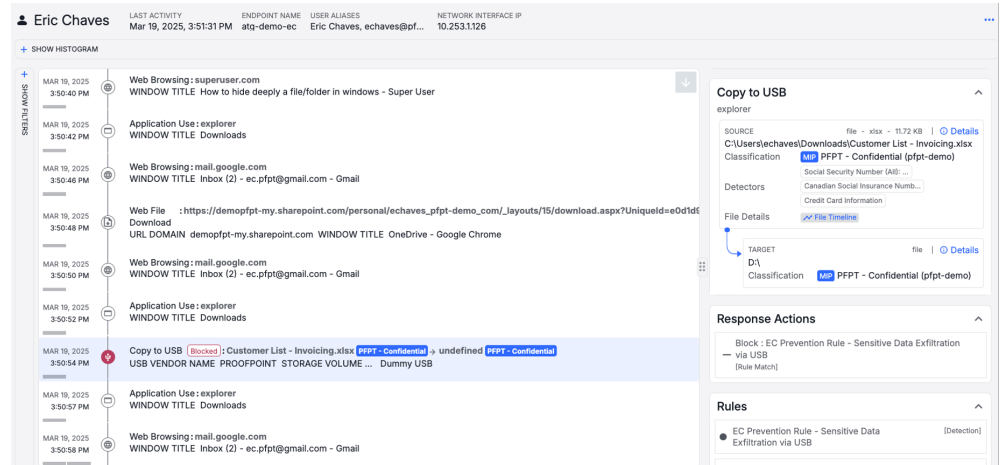 Eric Chaves
LAST ACTIVITY
Mar 19, 2025, 3:51:31 PM
ENDPOINT NAME
atg-demo-ec
USER ALIASES
Eric Chaves, echaves@pf...
NETWORK INTERFACE IP
10.253.1.126
+ SHOW HISTOGRAM
+ SHOW FILTERS
MAR 19, 2025
3:50:40 PM
Web Browsing: superuser.com
WINDOW TITLE How to hide deeply a file/folder in windows - Super User
MAR 19, 2025
3:50:42 PM
Application Use: explorer
WINDOW TITLE Downloads
MAR 19, 2025
3:50:46 PM
Web Browsing: mail.google.com
WINDOW TITLE Inbox (2) - ec.pfpt@gmail.com - Gmail
MAR 19, 2025
3:50:48 PM
Web File Download : https://demopfpt-my.sharepoint.com/personal/echaves_pfpt-demo_com/_layouts/15/download.aspx?UniqueId=e0d1d9
URL DOMAIN demopfpt-my.sharepoint.com WINDOW TITLE OneDrive - Google Chrome
MAR 19, 2025
3:50:50 PM
Web Browsing: mail.google.com
WINDOW TITLE Inbox (2) - ec.pfpt@gmail.com - Gmail
MAR 19, 2025
3:50:52 PM
Application Use: explorer
WINDOW TITLE Downloads
MAR 19, 2025
3:50:54 PM
Copy to USB Blocked : Customer List - Invoicing.xlsx PFPT - Confidential → undefined PFPT - Confidential
USB VENDOR NAME PROOFPOINT STORAGE VOLUME ... Dummy USB
MAR 19, 2025
3:50:57 PM
Application Use: explorer
WINDOW TITLE Downloads
MAR 19, 2025
3:50:58 PM
Web Browsing: mail.google.com
WINDOW TITLE Inbox (2) - ec.pfpt@gmail.com - Gmail
Copy to USB
explorer
SOURCE file - xlsx - 11.72 KB | Details
C:\Users\echaves\Downloads\Customer List - Invoicing.xlsx
Classification MIP PFPT - Confidential (pfpt-demo)
Detectors
Social Security Number (All): ...
Canadian Social Insurance Numb...
Credit Card Information
File Details File Timeline
TARGET file | Details
D:\
Classification MIP PFPT - Confidential (pfpt-demo)
Response Actions
Block : EC Prevention Rule - Sensitive Data Exfiltration
via USB
[Rule Match]
Rules
EC Prevention Rule - Sensitive Data [Detection]
Exfiltration via USB